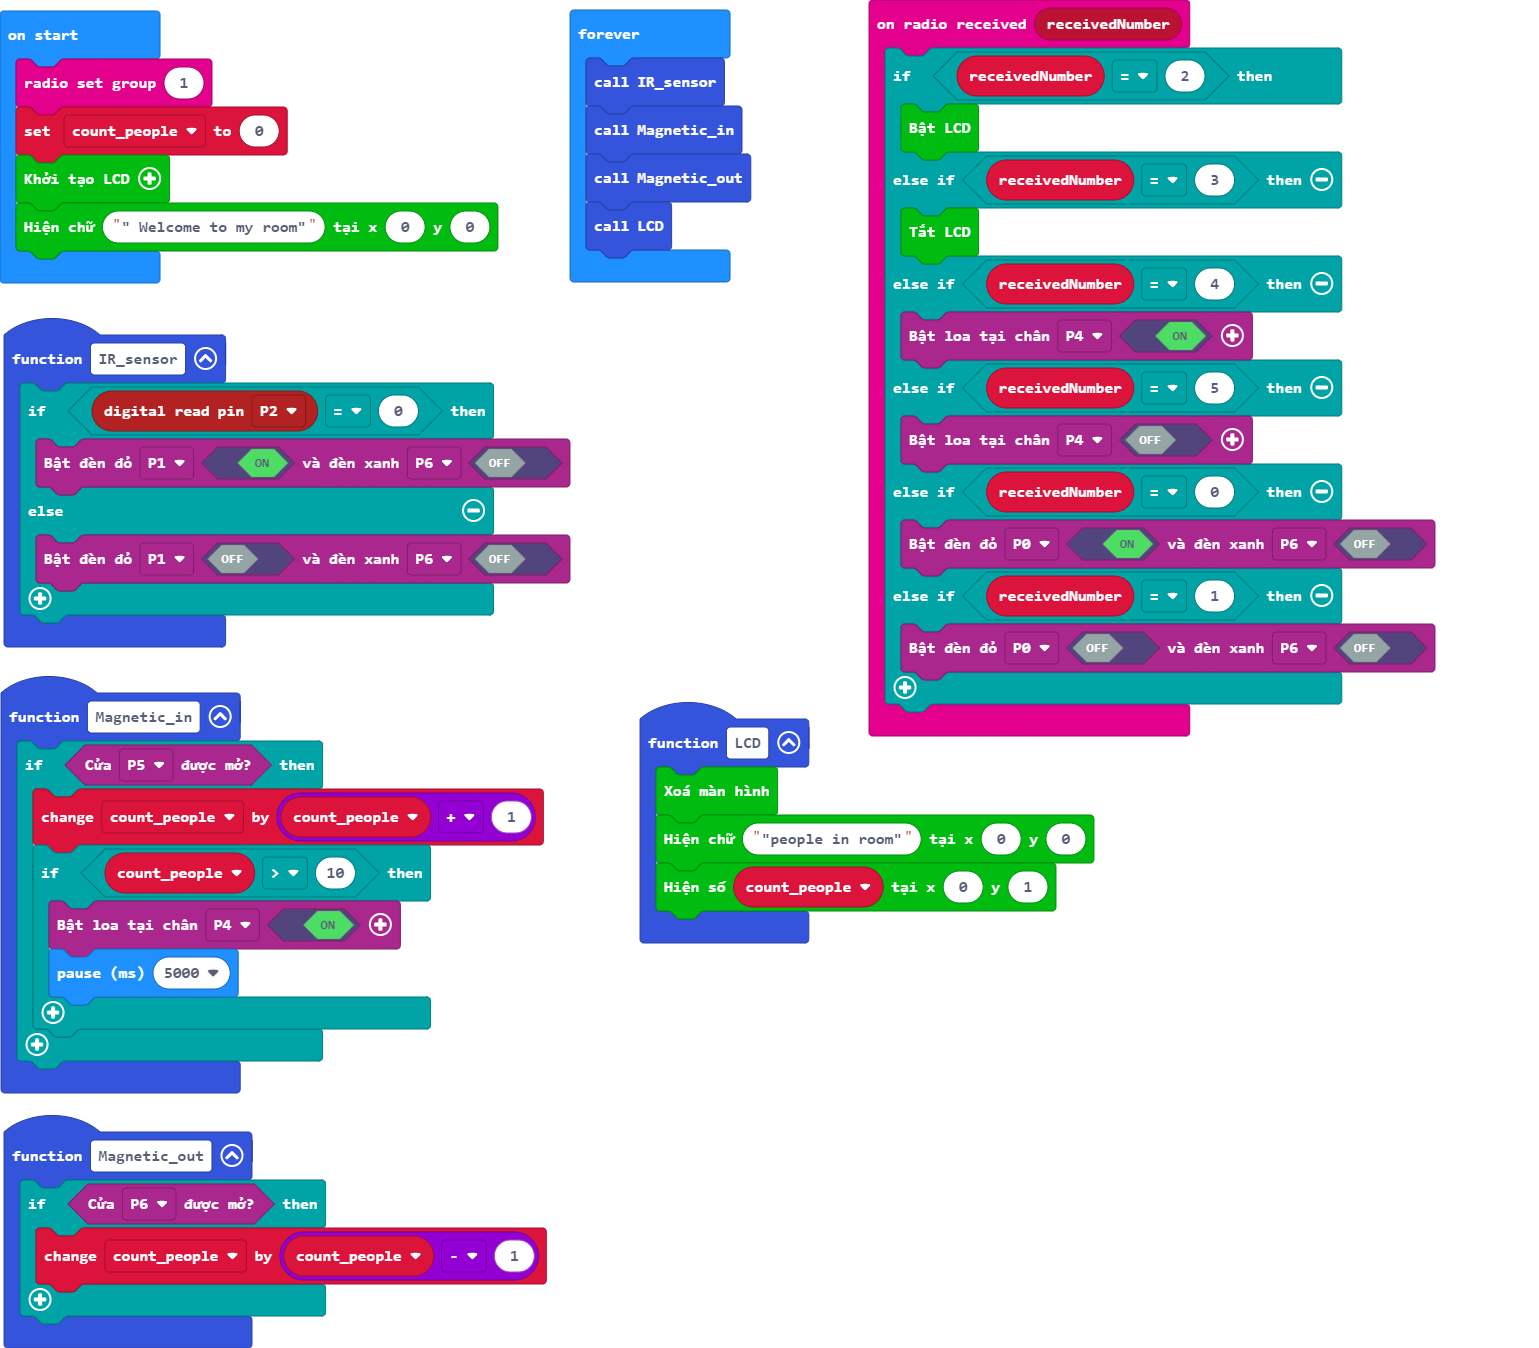 on start
radio set group 1
set count_people to 0
Khởi tạo LCD
Hiện chữ "" Welcome to my room"" tại x 0 y 0
forever
call IR_sensor
call Magnetic_in
call Magnetic_out
call LCD
on radio received receivedNumber
if receivedNumber = 2 then
Bật LCD
else if receivedNumber = 3 then
Tắt LCD
else if receivedNumber = 4 then
Bật loa tại chân P4 ON
else if receivedNumber = 5 then
Bật loa tại chân P4 OFF
else if receivedNumber = 0 then
Bật đèn đỏ P0 ON và đèn xanh P6 OFF
else if receivedNumber = 1 then
Bật đèn đỏ P0 OFF và đèn xanh P6 OFF
function IR_sensor
if digital read pin P2 = 0 then
Bật đèn đỏ P1 ON và đèn xanh P6 OFF
else
Bật đèn đỏ P1 OFF và đèn xanh P6 OFF
function Magnetic_in
if Cửa P5 được mở? then
change count_people by count_people + 1
if count_people > 10 then
Bật loa tại chân P4 ON
pause (ms) 5000
function LCD
Xoá màn hình
Hiện chữ ""people in room"" tại x 0 y 0
Hiện số count_people tại x 0 y 1
function Magnetic_out
if Cửa P6 được mở? then
change count_people by count_people - 1